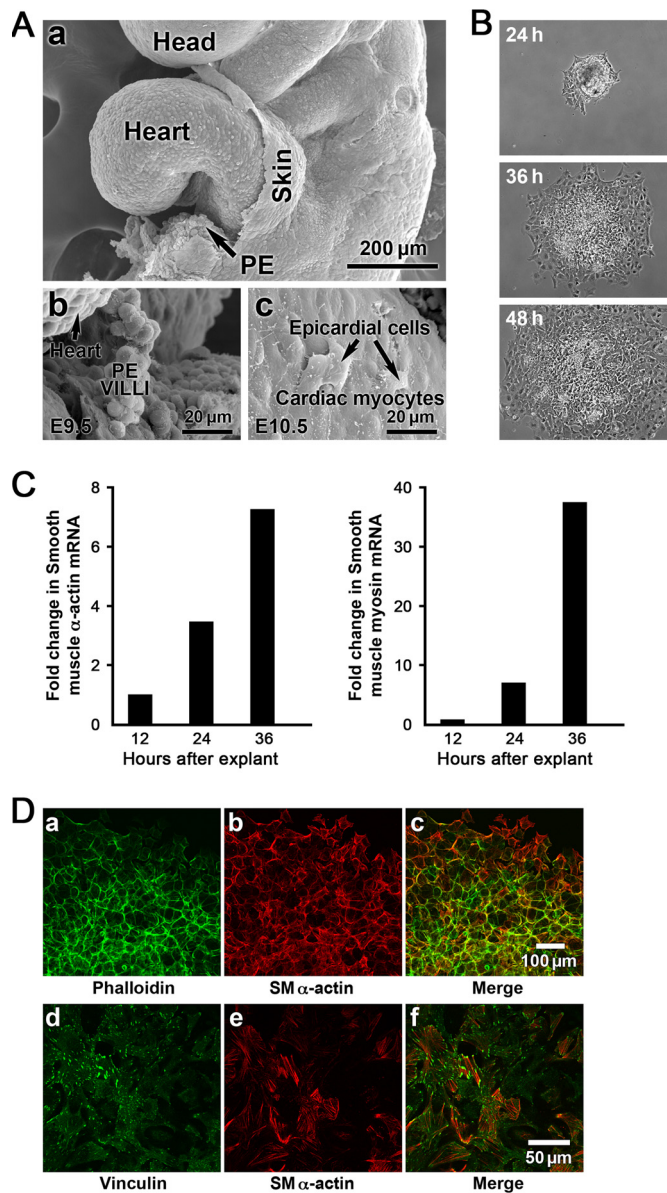 A
a
Head
Heart
Skin
PE
200 μm
b
Heart
PE
VILLI
E9.5
20 μm
c
Epicardial cells
Cardiac myocytes
E10.5
20 μm
B
24 h
36 h
48 h
C
Fold change in Smooth
muscle α-actin mRNA
8
6
4
2
0
12 24 36
Hours after explant
Fold change in Smooth
muscle myosin mRNA
40
30
20
10
0
12 24 36
Hours after explant
D
a
b
c
100 μm
Phalloidin SM α-actin Merge
d
e
f
50 μm
Vinculin SM α-actin Merge